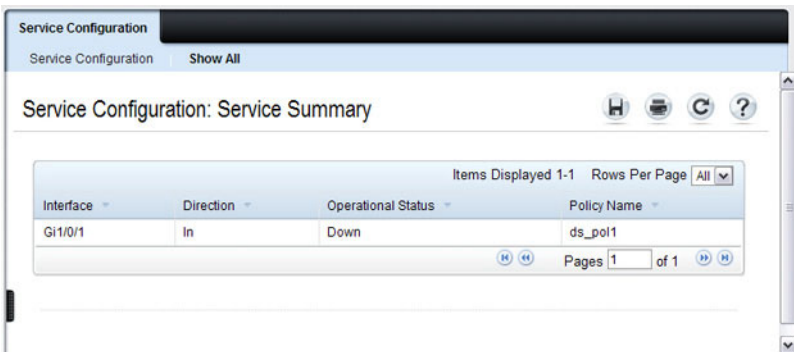 Service Configuration
Service Configuration Show All
Service Configuration: Service Summary
Items Displayed 1-1 Rows Per Page All
Interface Direction Operational Status Policy Name
Gi1/0/1 In Down ds_pol1
Pages 1 of 1